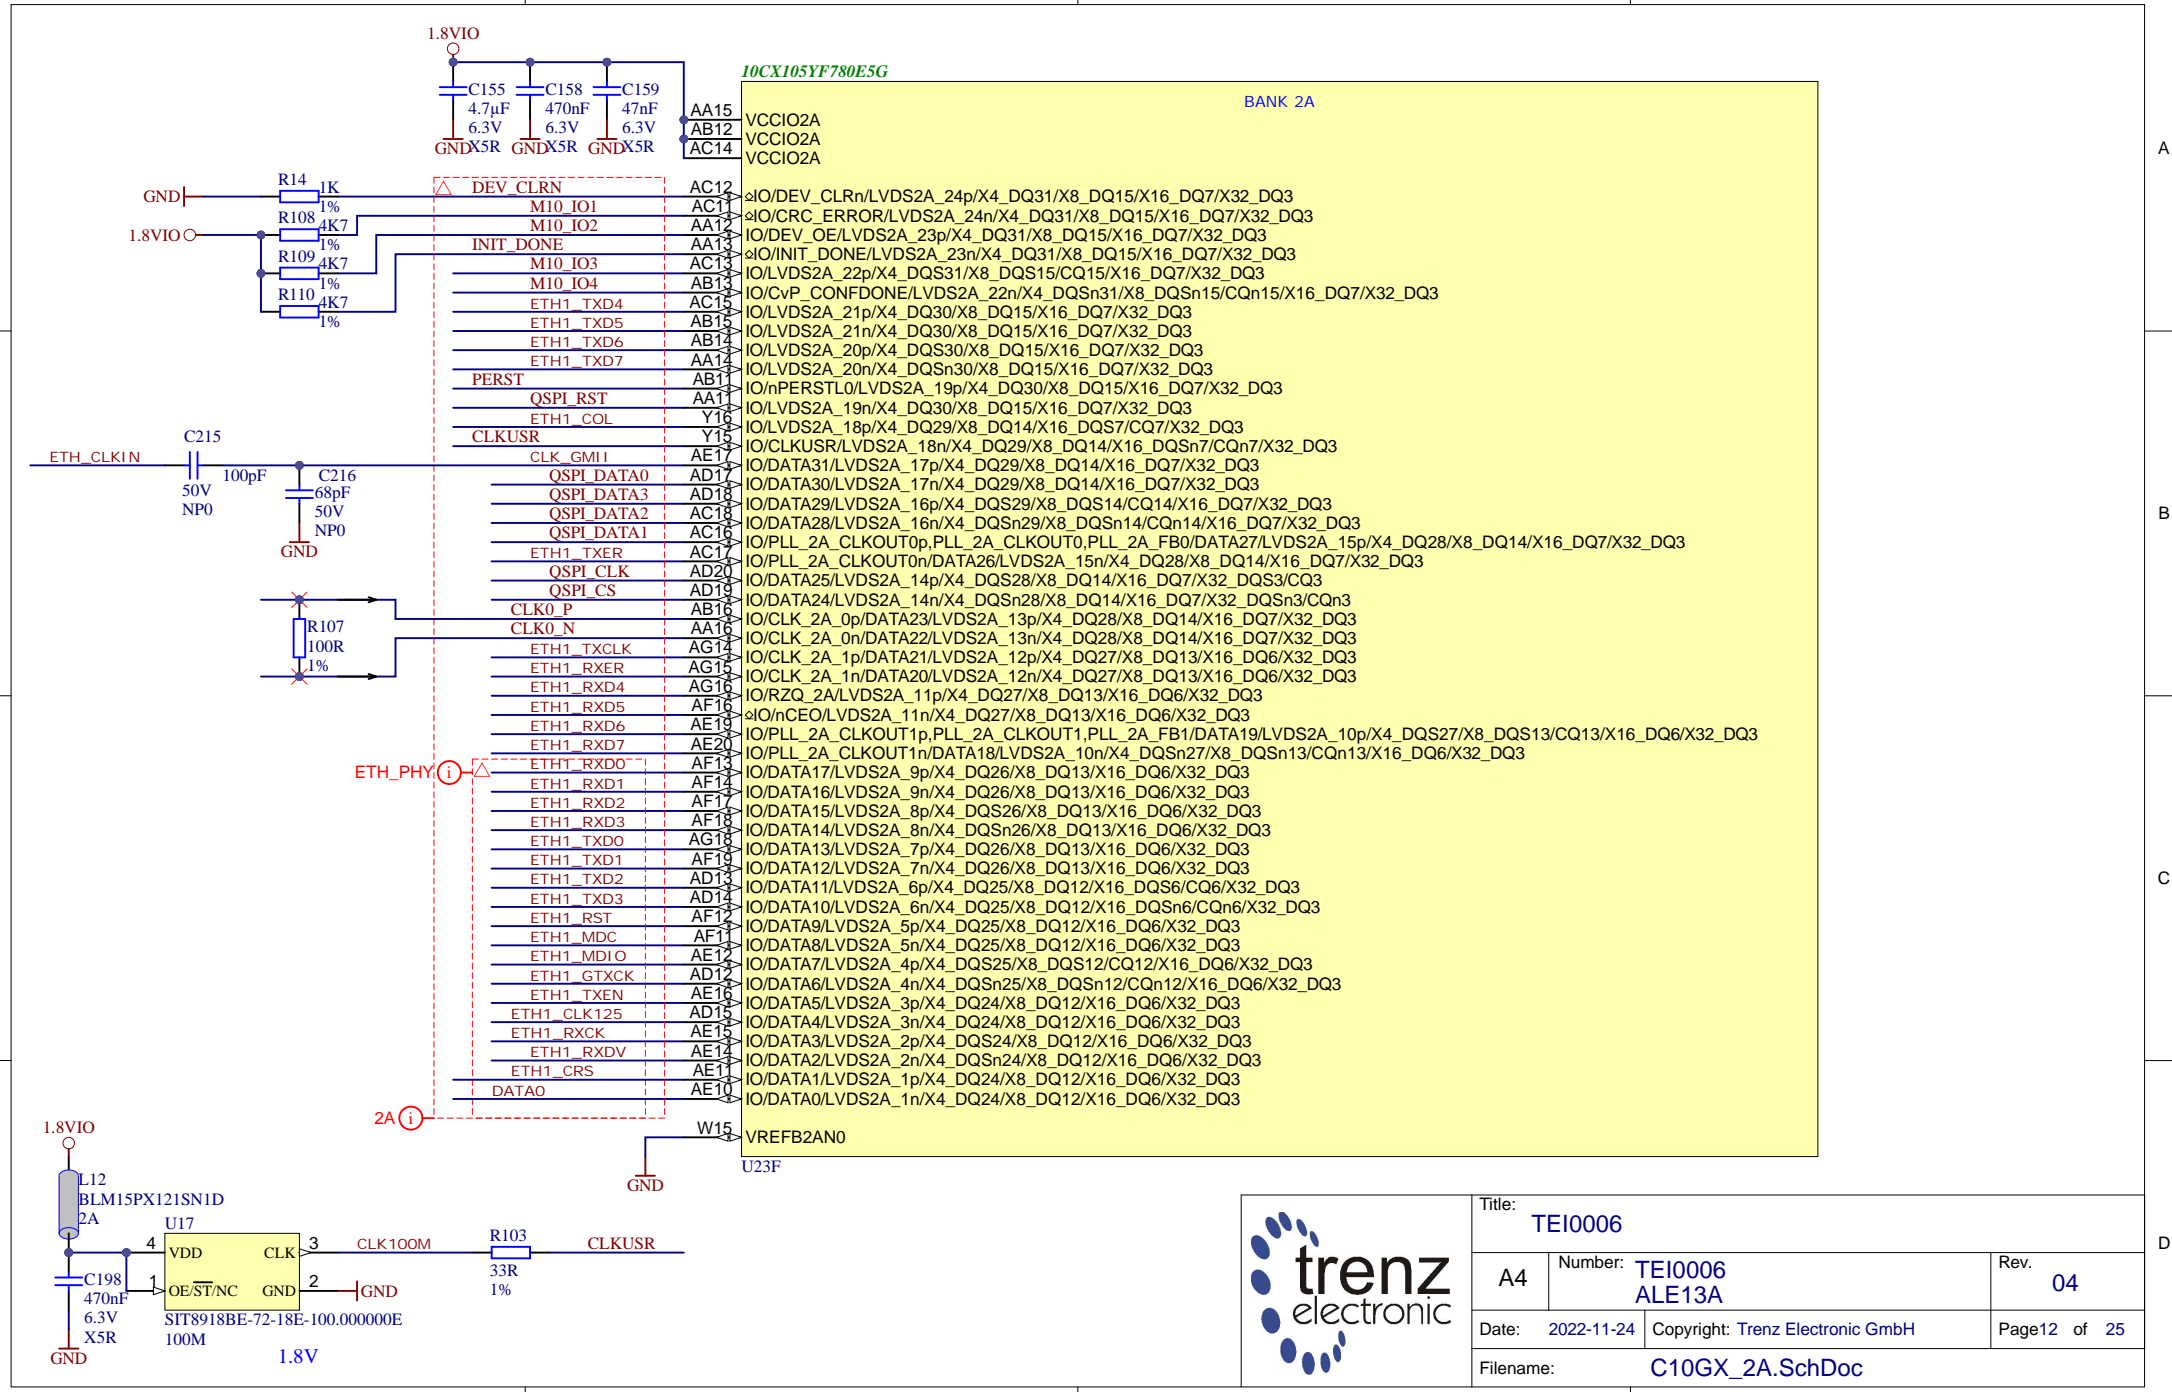 1.8VIO
C155
4.7µF
6.3V
X5R
GND
C158
470nF
6.3V
X5R
GND
C159
47nF
6.3V
X5R
GND
10CX105YF780E5G
BANK 2A
AA15 VCCIO2A
AB12 VCCIO2A
AC14 VCCIO2A
GND R14 1K 1%
1.8VIO
R108 4K7 1%
R109 4K7 1%
R110 4K7 1%
DEV_CLRN AC12 IO/DEV_CLRn/LVDS2A_24p/X4_DQ31/X8_DQ15/X16_DQ7/X32_DQ3
M10_IO1 AC11 IO/CRC_ERROR/LVDS2A_24n/X4_DQ31/X8_DQ15/X16_DQ7/X32_DQ3
M10_IO2 AA12 IO/DEV_OE/LVDS2A_23p/X4_DQ31/X8_DQ15/X16_DQ7/X32_DQ3
INIT_DONE AA13 IO/INIT_DONE/LVDS2A_23n/X4_DQ31/X8_DQ15/X16_DQ7/X32_DQ3
M10_IO3 AC13 IO/LVDS2A_22p/X4_DQS31/X8_DQS15/CQ15/X16_DQ7/X32_DQ3
M10_IO4 AB13 IO/CvP_CONFDONE/LVDS2A_22n/X4_DQSn31/X8_DQSn15/CQn15/X16_DQ7/X32_DQ3
ETH1_TXD4 AC15 IO/LVDS2A_21p/X4_DQ30/X8_DQ15/X16_DQ7/X32_DQ3
ETH1_TXD5 AB15 IO/LVDS2A_21n/X4_DQ30/X8_DQ15/X16_DQ7/X32_DQ3
ETH1_TXD6 AB14 IO/LVDS2A_20p/X4_DQS30/X8_DQ15/X16_DQ7/X32_DQ3
ETH1_TXD7 AA14 IO/LVDS2A_20n/X4_DQSn30/X8_DQ15/X16_DQ7/X32_DQ3
PERST AB11 IO/nPERSTL0/LVDS2A_19p/X4_DQ30/X8_DQ15/X16_DQ7/X32_DQ3
QSPI_RST AA11 IO/LVDS2A_19n/X4_DQ30/X8_DQ15/X16_DQ7/X32_DQ3
ETH1_COL Y16 IO/LVDS2A_18p/X4_DQ29/X8_DQ14/X16_DQS7/CQ7/X32_DQ3
CLKUSR Y15 IO/CLKUSR/LVDS2A_18n/X4_DQ29/X8_DQ14/X16_DQSn7/CQn7/X32_DQ3
CLK_GMII AE17 IO/DATA31/LVDS2A_17p/X4_DQ29/X8_DQ14/X16_DQ7/X32_DQ3
QSPI_DATA0 AD17 IO/DATA30/LVDS2A_17n/X4_DQ29/X8_DQ14/X16_DQ7/X32_DQ3
QSPI_DATA3 AD18 IO/DATA29/LVDS2A_16p/X4_DQS29/X8_DQS14/CQ14/X16_DQ7/X32_DQ3
QSPI_DATA2 AC18 IO/DATA28/LVDS2A_16n/X4_DQSn29/X8_DQSn14/CQn14/X16_DQ7/X32_DQ3
QSPI_DATA1 AC16 IO/PLL_2A_CLKOUT0p,PLL_2A_CLKOUT0,PLL_2A_FB0/DATA27/LVDS2A_15p/X4_DQ28/X8_DQ14/X16_DQ7/X32_DQ3
ETH1_TXER AC17 IO/PLL_2A_CLKOUT0n/DATA26/LVDS2A_15n/X4_DQ28/X8_DQ14/X16_DQ7/X32_DQ3
QSPI_CLK AD20 IO/DATA25/LVDS2A_14p/X4_DQS28/X8_DQ14/X16_DQ7/X32_DQS3/CQ3
QSPI_CS AD19 IO/DATA24/LVDS2A_14n/X4_DQSn28/X8_DQ14/X16_DQ7/X32_DQSn3/CQn3
CLK0_P AB16 IO/CLK_2A_0p/DATA23/LVDS2A_13p/X4_DQ28/X8_DQ14/X16_DQ7/X32_DQ3
CLK0_N AA16 IO/CLK_2A_0n/DATA22/LVDS2A_13n/X4_DQ28/X8_DQ14/X16_DQ7/X32_DQ3
ETH1_TXCLK AG14 IO/CLK_2A_1p/DATA21/LVDS2A_12p/X4_DQ27/X8_DQ13/X16_DQ6/X32_DQ3
ETH1_RXER AG15 IO/CLK_2A_1n/DATA20/LVDS2A_12n/X4_DQ27/X8_DQ13/X16_DQ6/X32_DQ3
ETH1_RXD4 AG16 IO/RZQ_2A/LVDS2A_11p/X4_DQ27/X8_DQ13/X16_DQ6/X32_DQ3
ETH1_RXD5 AF16 IO/nCEO/LVDS2A_11n/X4_DQ27/X8_DQ13/X16_DQ6/X32_DQ3
ETH1_RXD6 AE19 IO/PLL_2A_CLKOUT1p,PLL_2A_CLKOUT1,PLL_2A_FB1/DATA19/LVDS2A_10p/X4_DQS27/X8_DQS13/CQ13/X16_DQ6/X32_DQ3
ETH1_RXD7 AE20 IO/PLL_2A_CLKOUT1n/DATA18/LVDS2A_10n/X4_DQSn27/X8_DQSn13/CQn13/X16_DQ6/X32_DQ3
ETH1_RXD0 AF13 IO/DATA17/LVDS2A_9p/X4_DQ26/X8_DQ13/X16_DQ6/X32_DQ3
ETH1_RXD1 AF14 IO/DATA16/LVDS2A_9n/X4_DQ26/X8_DQ13/X16_DQ6/X32_DQ3
ETH1_RXD2 AF17 IO/DATA15/LVDS2A_8p/X4_DQS26/X8_DQ13/X16_DQ6/X32_DQ3
ETH1_RXD3 AF18 IO/DATA14/LVDS2A_8n/X4_DQSn26/X8_DQ13/X16_DQ6/X32_DQ3
ETH1_TXD0 AG18 IO/DATA13/LVDS2A_7p/X4_DQ26/X8_DQ13/X16_DQ6/X32_DQ3
ETH1_TXD1 AF19 IO/DATA12/LVDS2A_7n/X4_DQ26/X8_DQ13/X16_DQ6/X32_DQ3
ETH1_TXD2 AD13 IO/DATA11/LVDS2A_6p/X4_DQ25/X8_DQ12/X16_DQS6/CQ6/X32_DQ3
ETH1_TXD3 AD14 IO/DATA10/LVDS2A_6n/X4_DQ25/X8_DQ12/X16_DQSn6/CQn6/X32_DQ3
ETH1_RST AF12 IO/DATA9/LVDS2A_5p/X4_DQ25/X8_DQ12/X16_DQ6/X32_DQ3
ETH1_MDC AF11 IO/DATA8/LVDS2A_5n/X4_DQ25/X8_DQ12/X16_DQ6/X32_DQ3
ETH1_MDIO AE12 IO/DATA7/LVDS2A_4p/X4_DQS25/X8_DQS12/CQ12/X16_DQ6/X32_DQ3
ETH1_GTXCK AD12 IO/DATA6/LVDS2A_4n/X4_DQSn25/X8_DQSn12/CQn12/X16_DQ6/X32_DQ3
ETH1_TXEN AE16 IO/DATA5/LVDS2A_3p/X4_DQ24/X8_DQ12/X16_DQ6/X32_DQ3
ETH1_CLK125 AD15 IO/DATA4/LVDS2A_3n/X4_DQ24/X8_DQ12/X16_DQ6/X32_DQ3
ETH1_RXCK AE15 IO/DATA3/LVDS2A_2p/X4_DQS24/X8_DQ12/X16_DQ6/X32_DQ3
ETH1_RXDV AE14 IO/DATA2/LVDS2A_2n/X4_DQSn24/X8_DQ12/X16_DQ6/X32_DQ3
ETH1_CRS AE11 IO/DATA1/LVDS2A_1p/X4_DQ24/X8_DQ12/X16_DQ6/X32_DQ3
DATA0 AE10 IO/DATA0/LVDS2A_1n/X4_DQ24/X8_DQ12/X16_DQ6/X32_DQ3
W15 VREFB2AN0
GND
U23F
ETH_CLKIN
C215
100pF
50V
NP0
C216
68pF
50V
NP0
GND
R107
100R
1%
ETH_PHY i
2A i
1.8VIO
L12
BLM15PX121SN1D
2A
U17
4 VDD CLK 3
1 OE/ST/NC GND 2
GND
CLK100M
R103
33R
1%
CLKUSR
C198
470nF
6.3V
X5R
GND
SIT8918BE-72-18E-100.000000E
100M
1.8V
A
B
C
D
trenz
electronic
Title:
TEI0006
A4
Number: TEI0006
ALE13A
Rev.
04
Date: 2022-11-24
Copyright: Trenz Electronic GmbH
Page12 of 25
Filename: C10GX_2A.SchDoc